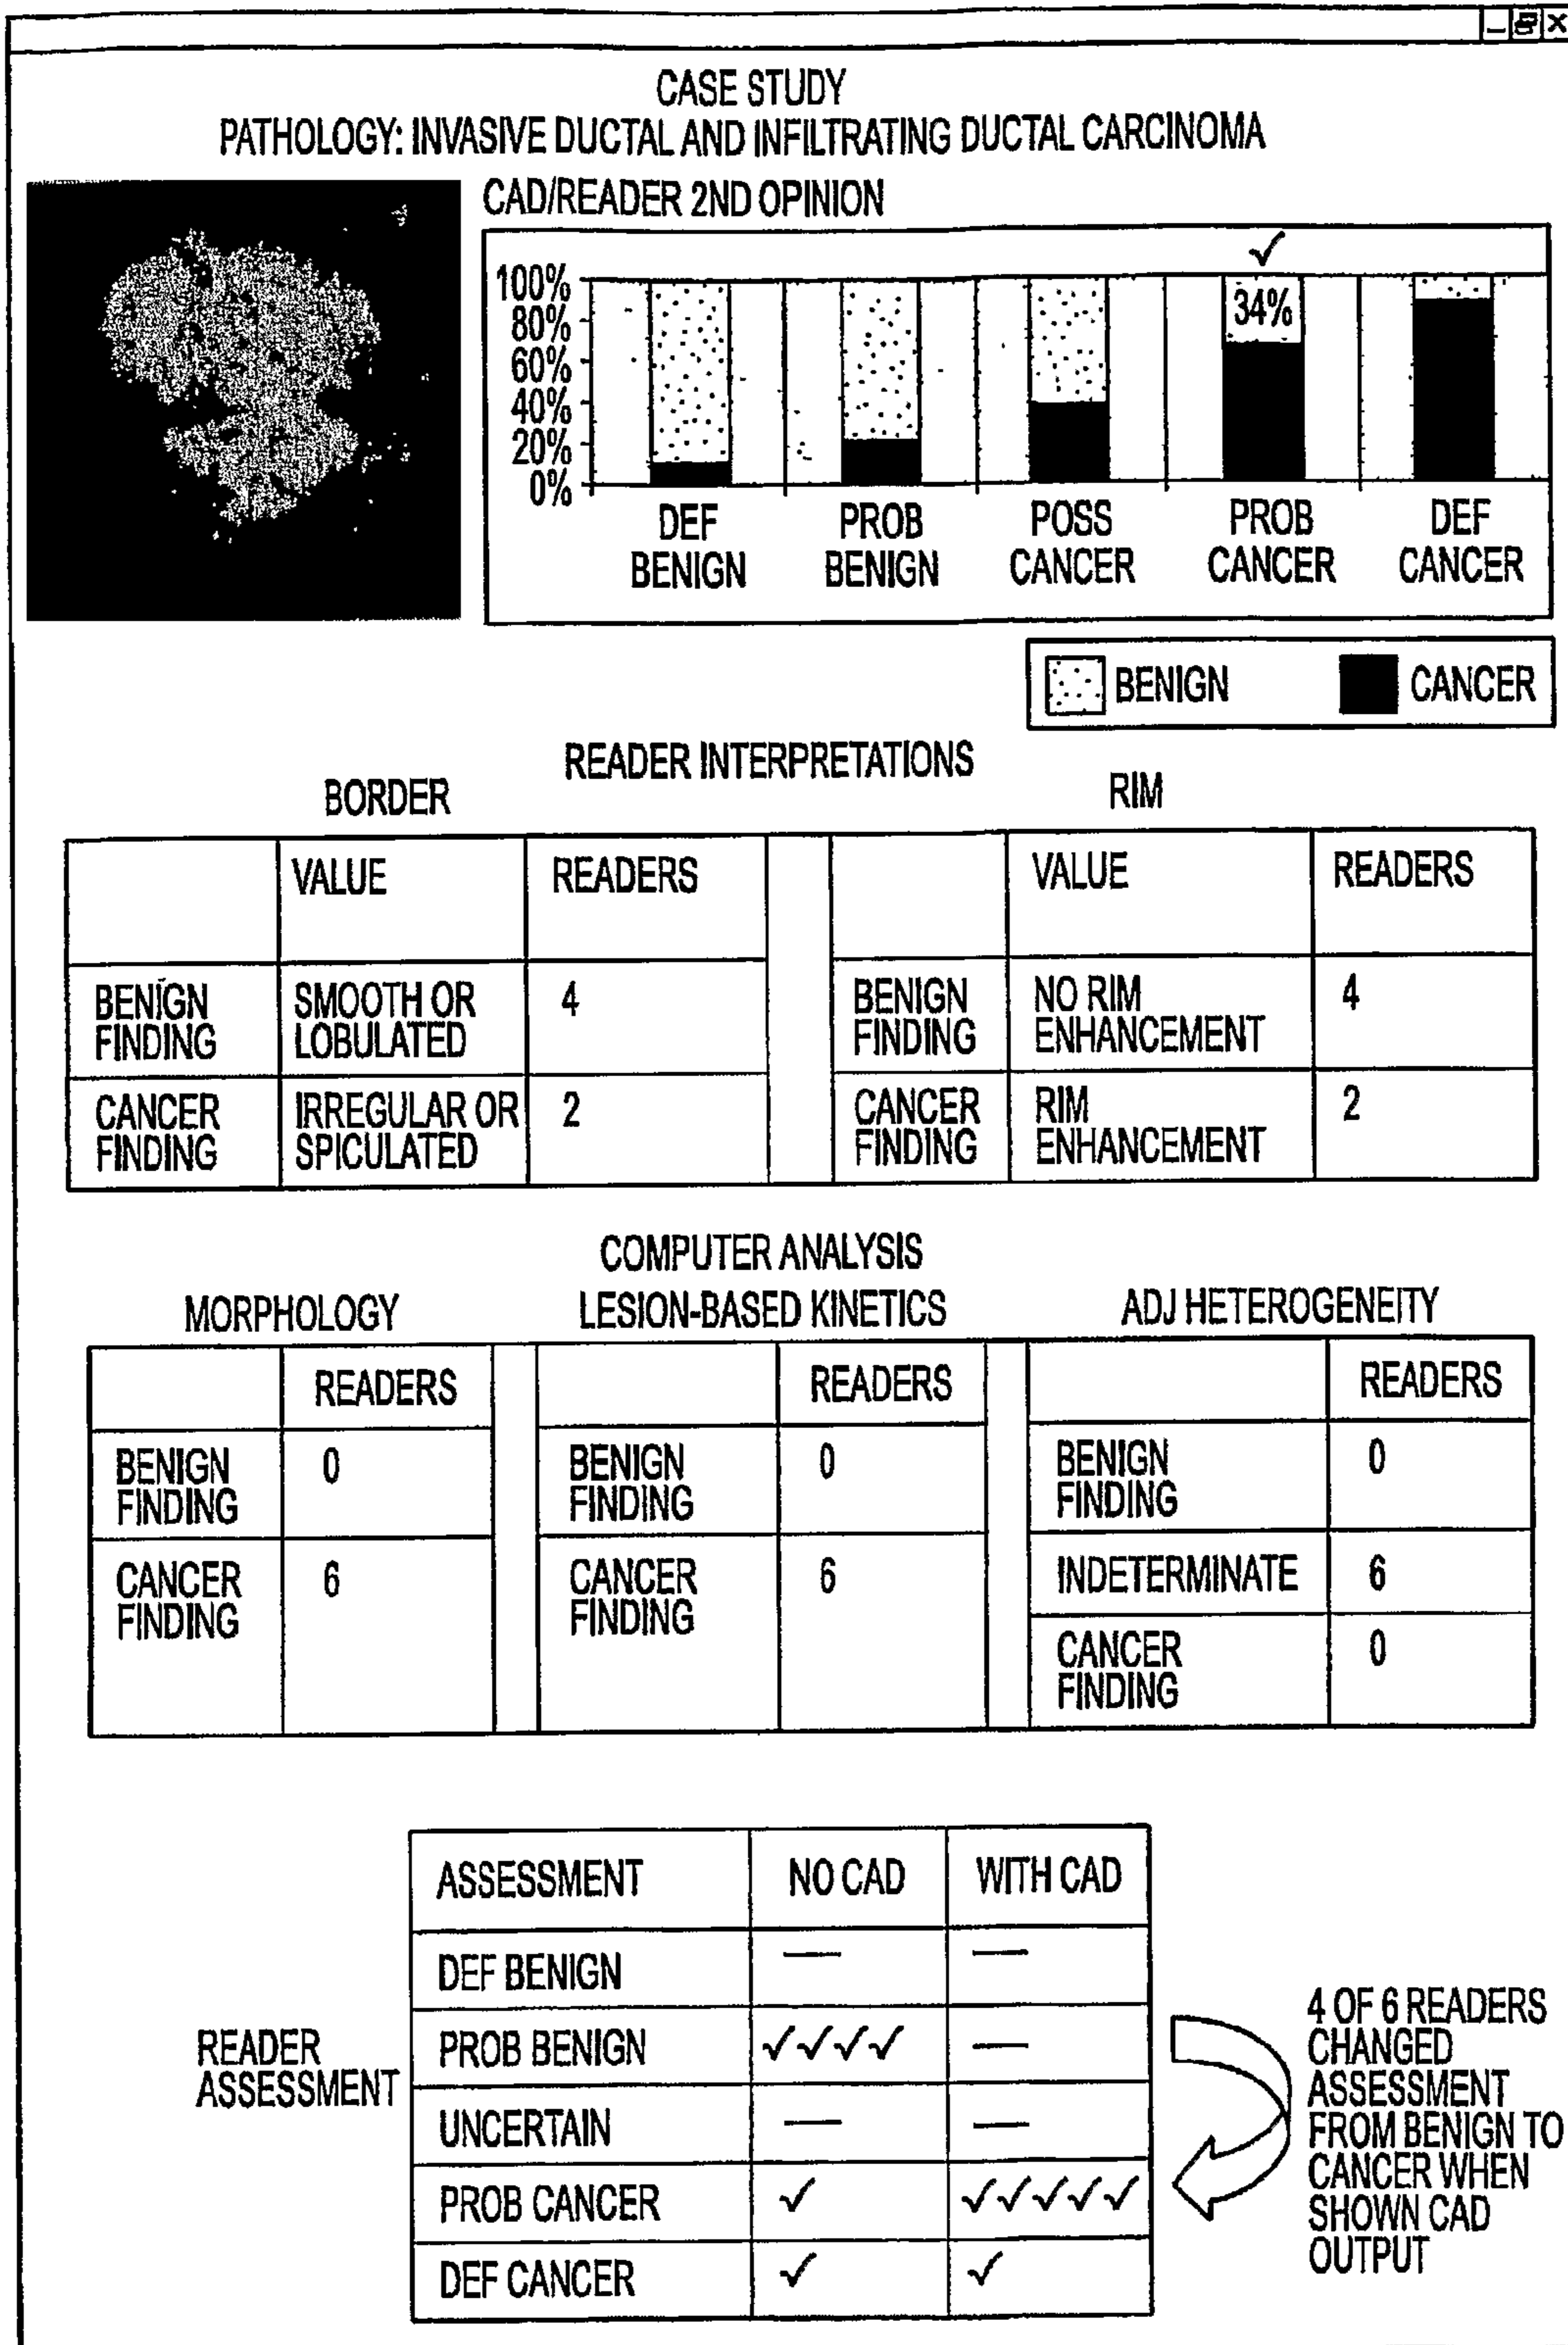 CASE STUDY
PATHOLOGY: INVASIVE DUCTAL AND INFILTRATING DUCTAL CARCINOMA
CAD/READER 2ND OPINION
✓
100%
80%
60%
40%
20%
0%
34%
DEF
BENIGN
PROB
BENIGN
POSS
CANCER
PROB
CANCER
DEF
CANCER
BENIGN
CANCER
READER INTERPRETATIONS
BORDER
VALUE
READERS
BENIGN
FINDING
SMOOTH OR
LOBULATED
4
CANCER
FINDING
IRREGULAR OR
SPICULATED
2
RIM
VALUE
READERS
BENIGN
FINDING
NO RIM
ENHANCEMENT
4
CANCER
FINDING
RIM
ENHANCEMENT
2
COMPUTER ANALYSIS
MORPHOLOGY
READERS
BENIGN
FINDING
0
CANCER
FINDING
6
LESION-BASED KINETICS
READERS
BENIGN
FINDING
0
CANCER
FINDING
6
ADJ HETEROGENEITY
READERS
BENIGN
FINDING
0
INDETERMINATE
6
CANCER
FINDING
0
READER
ASSESSMENT
ASSESSMENT NO CAD WITH CAD
DEF BENIGN — —
PROB BENIGN ✓✓✓✓ —
UNCERTAIN — —
PROB CANCER ✓ ✓✓✓✓✓
DEF CANCER ✓ ✓
4 OF 6 READERS
CHANGED
ASSESSMENT
FROM BENIGN TO
CANCER WHEN
SHOWN CAD
OUTPUT